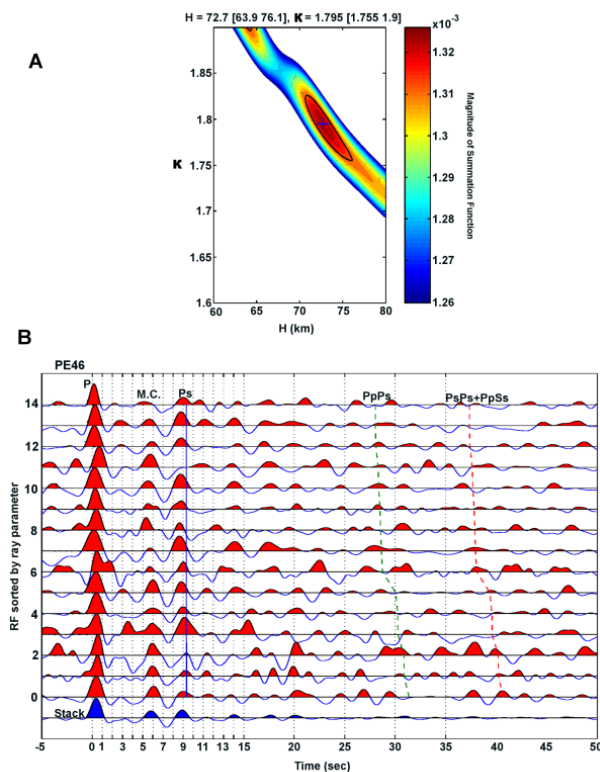 H = 72.7 [63.9 76.1], κ = 1.795 [1.755 1.9]
A
1.9
1.8
κ 1.75
1.7
1.6
60 65 70 75 80
H (km)
x10-3
1.32
1.31
1.3
1.29
1.28
1.27
1.26
Magnitude of Summation Function
B
PE46
P
M.C.
Ps
PpPs
PsPs+PpSs
14
12
10
8
6
4
2
0
Stack
RF sorted by ray parameter
-5 0 1 3 5 7 9 11 13 15 20 25 30 35 40 45 50
Time (sec)